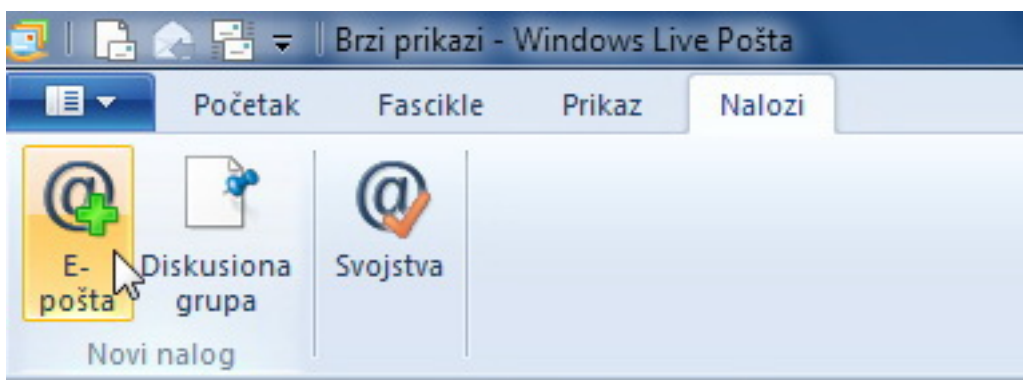 Brzi prikazi - Windows Live Pošta
Početak Fascikle Prikaz Nalozi
E-
pošta
Diskusiona
grupa
Svojstva
Novi nalog